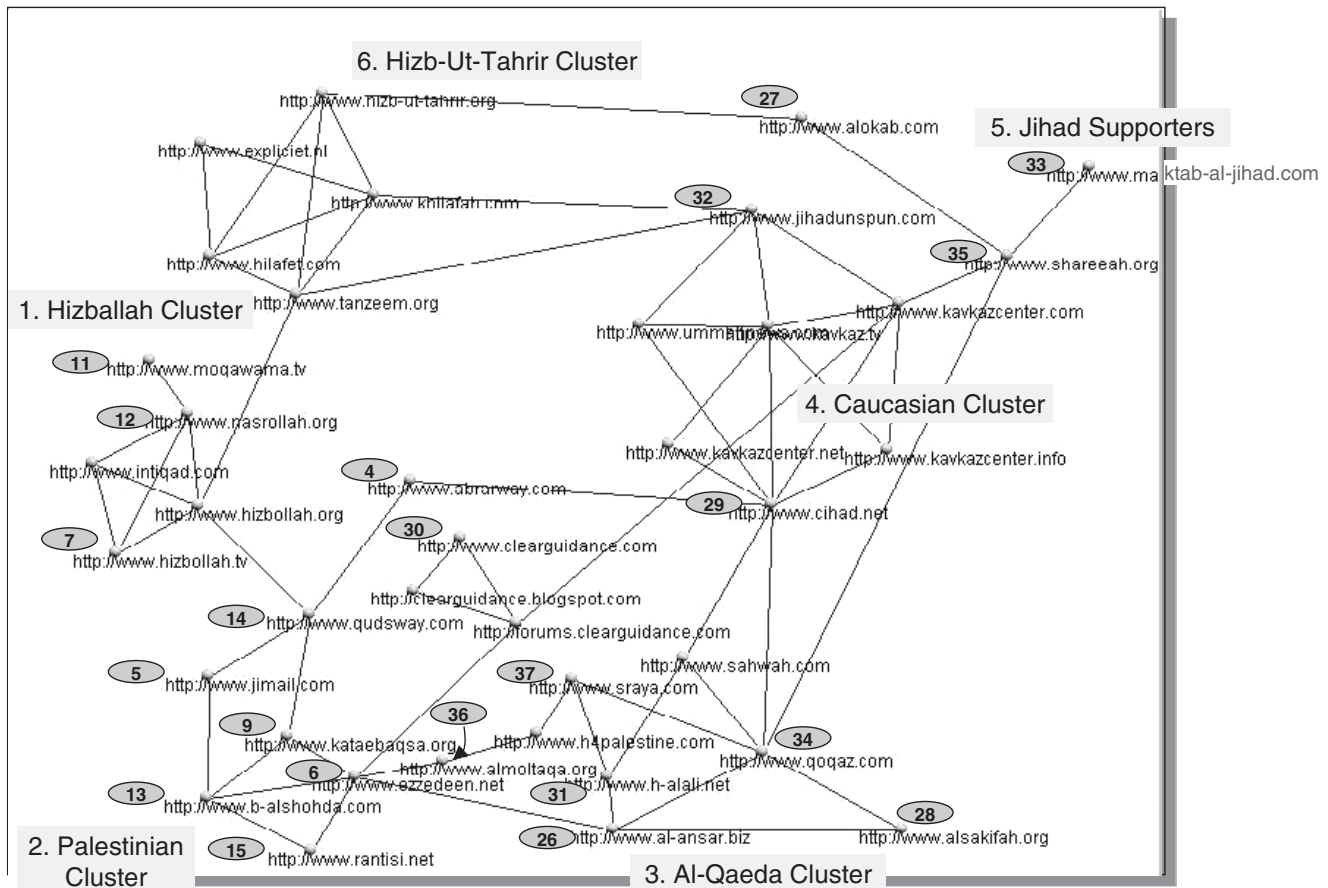 6. Hizb-Ut-Tahrir Cluster
http://www.hizb-ut-tahrir.org
27
http://www.alokab.com
5. Jihad Supporters
http://www.expliciet.nl
33
http://www.maktab-al-jihad.com
http://www.khilafah.com
32
http://www.jihadunspun.com
http://www.hilafet.com
35
http://www.shareeah.org
http://www.tanzeem.org
1. Hizballah Cluster
http://www.kavkazcenter.com
http://www.kavkaz.tv
11
http://www.moqawama.tv
12
http://www.nasrollah.org
4. Caucasian Cluster
http://www.intiqad.com
http://www.kavkazcenter.net
http://www.kavkazcenter.info
4
http://www.abrarway.com
http://www.hizbollah.org
29
http://www.cihad.net
7
http://www.hizbollah.tv
30
http://www.clearguidance.com
http://clearguidance.blogspot.com
14
http://www.qudsway.com
http://forums.clearguidance.com
5
http://www.jimail.com
http://www.sahwah.com
37
http://www.sraya.com
36
9
http://www.kataebaqsa.org
http://www.h4palestine.com
34
http://www.qoqaz.com
6
http://www.almoltaqa.org
http://www.ezzedeen.net
31
http://www.h-alali.net
13
http://www.b-alshohda.com
26
http://www.al-ansar.biz
28
http://www.alsakifah.org
15
http://www.rantisi.net
2. Palestinian
Cluster
3. Al-Qaeda Cluster